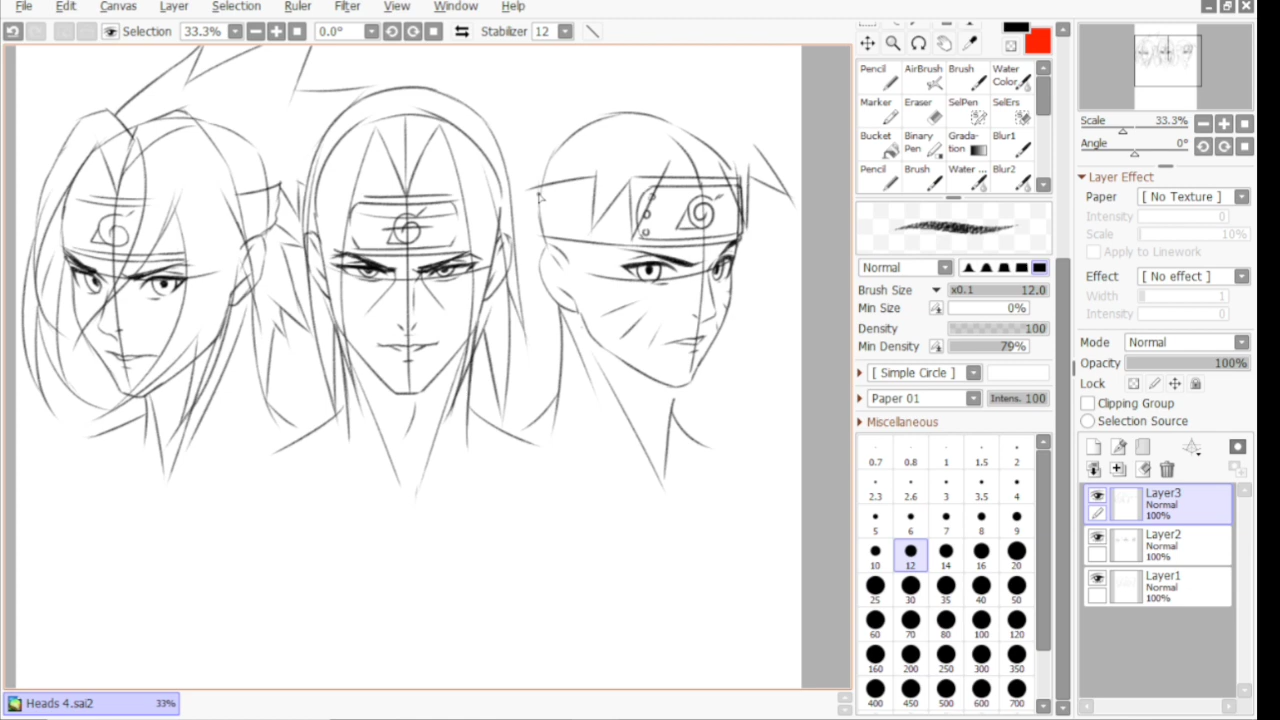 File Edit Canvas Layer Selection Ruler Filter View Window Help
Selection 33.3% 0.0° Stabilizer 12
Pencil AirBrush Brush Water Color
Marker Eraser SelPen SelErs
Bucket Binary Pen Grada-tion Blur1
Pencil Brush Water ... Blur2
Normal
Brush Size x0.1 12.0
Min Size 0%
Density 100
Min Density 79%
[ Simple Circle ]
Paper 01 Intens. 100
Miscellaneous
0.7 0.8 1 1.5 2
2.3 2.6 3 3.5 4
5 6 7 8 9
10 12 14 16 20
25 30 35 40 50
60 70 80 100 120
160 200 250 300 350
400 450 500 600 700
Scale 33.3%
Angle 0°
Layer Effect
Paper [ No Texture ]
Intensity 0
Scale 10%
Apply to Linework
Effect [ No effect ]
Width 1
Intensity 0
Mode Normal
Opacity 100%
Lock
Clipping Group
Selection Source
Layer3
Normal
100%
Layer2
Normal
100%
Layer1
Normal
100%
Heads 4.sai2 33%